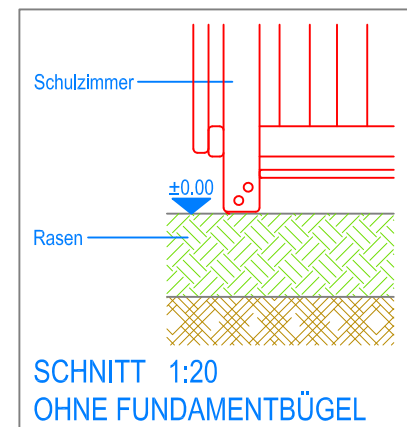 Schulzimmer
±0.00
Rasen
SCHNITT 1:20
OHNE FUNDAMENTBÜGEL